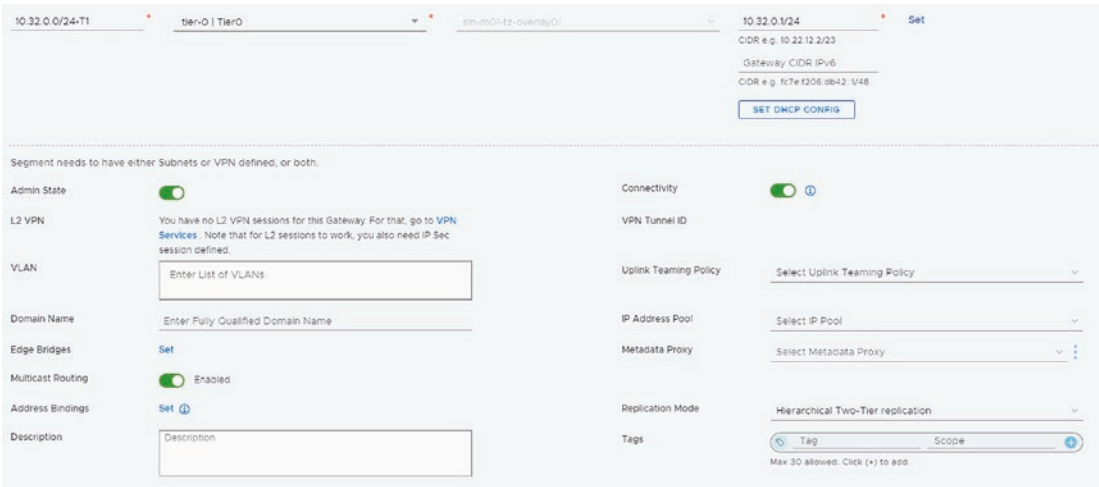 10.32.0.0/24-T1 * tier-0 | Tier0 * sm-m01-tz-overlay01 10.32.0.1/24 * Set
CIDR e.g. 10.22.12.2/23
Gateway CIDR IPv6
CIDR e.g. fc7e:f206:db42::1/48
SET DHCP CONFIG
Segment needs to have either Subnets or VPN defined, or both.
Admin State
Connectivity
L2 VPN
You have no L2 VPN sessions for this Gateway. For that, go to VPN
Services . Note that for L2 sessions to work, you also need IP Sec
session defined.
VPN Tunnel ID
VLAN
Enter List of VLANs
Uplink Teaming Policy
Select Uplink Teaming Policy
Domain Name
Enter Fully Qualified Domain Name
IP Address Pool
Select IP Pool
Edge Bridges
Set
Metadata Proxy
Select Metadata Proxy
Multicast Routing
Enabled
Address Bindings
Set
Replication Mode
Hierarchical Two-Tier replication
Description
Description
Tags
Tag
Scope
Max 30 allowed. Click (+) to add.